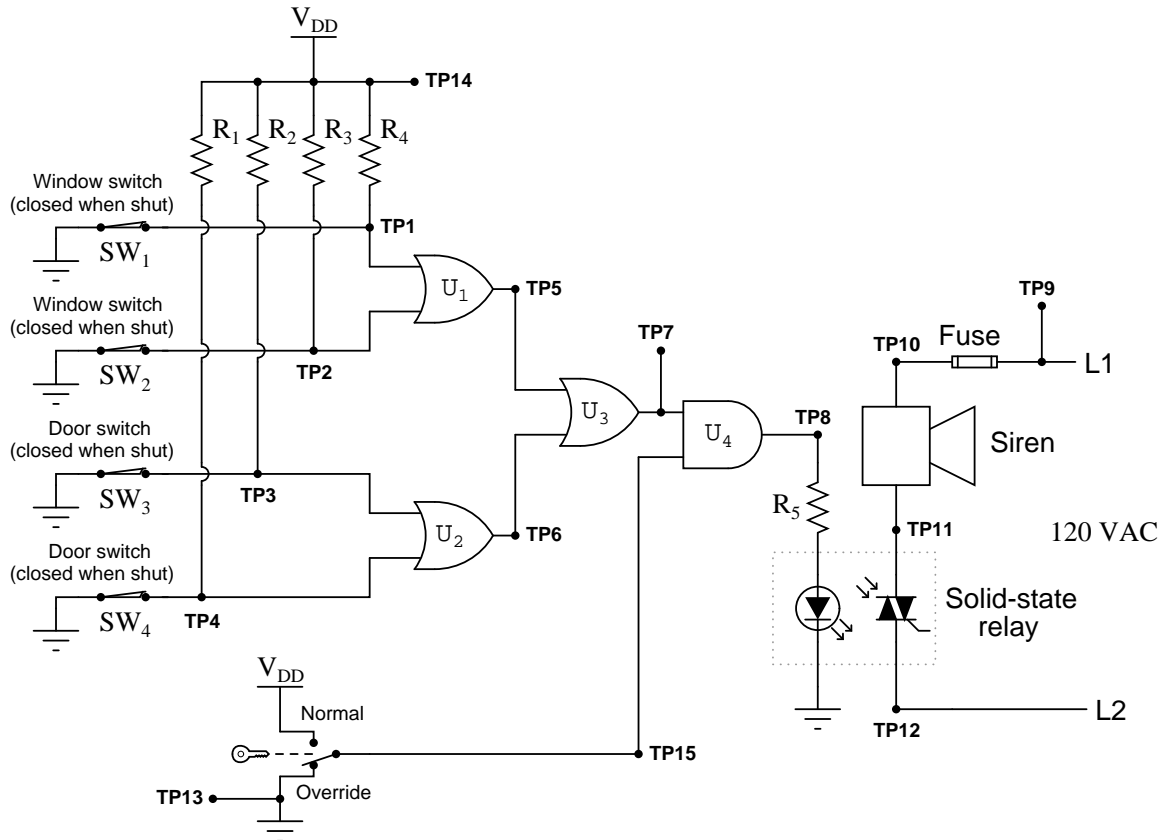 VDD
TP14
R1 R2 R3 R4
Window switch
(closed when shut)
TP1
SW1
U1
TP5
TP9
Window switch
(closed when shut)
TP7
TP10
Fuse
L1
TP2
SW2
U3
U4
TP8
Siren
Door switch
(closed when shut)
TP3
SW3
R5
U2
TP6
TP11
120 VAC
Door switch
(closed when shut)
TP4
SW4
Solid-state
relay
VDD
Normal
TP12
L2
TP15
TP13
Override